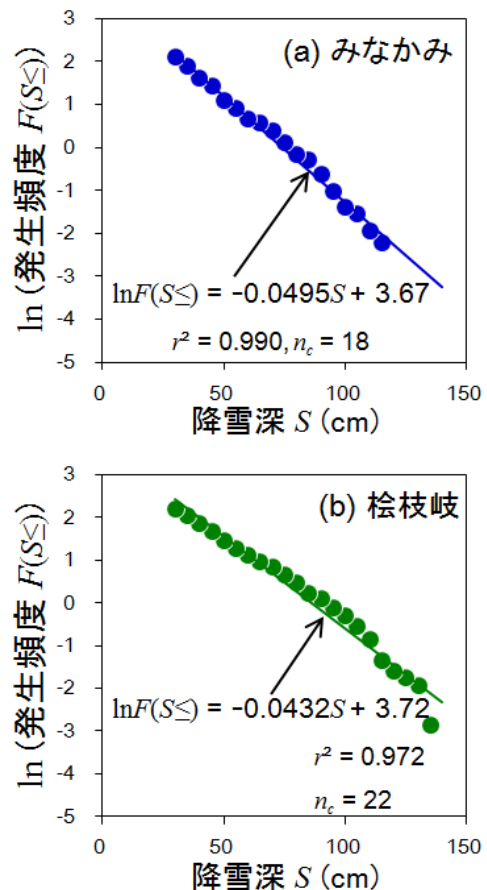 (a) みなかみ
ln (発生頻度 F(S≤))
3
2
1
0
-1
-2
-3
-4
-5
lnF(S≤) = −0.0495S + 3.67
r² = 0.990, n_c = 18
0 50 100 150
降雪深 S (cm)
(b) 桧枝岐
ln (発生頻度 F(S≤))
3
2
1
0
-1
-2
-3
-4
-5
lnF(S≤) = −0.0432S + 3.72
r² = 0.972
n_c = 22
0 50 100 150
降雪深 S (cm)